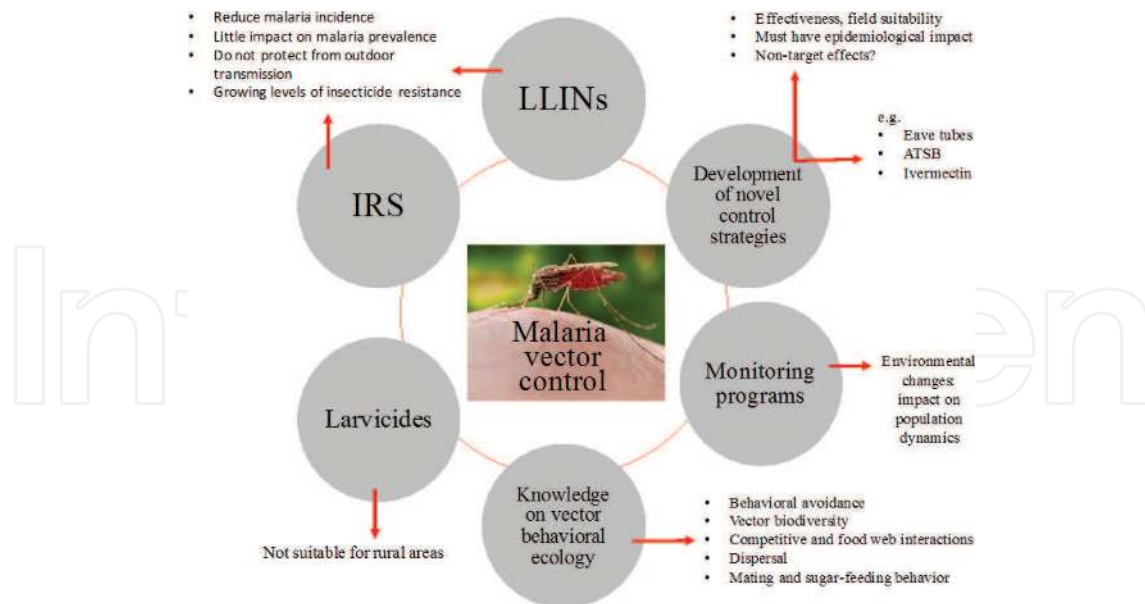 • Reduce malaria incidence
• Little impact on malaria prevalence
• Do not protect from outdoor
transmission
• Growing levels of insecticide resistance
LLINs
• Effectiveness, field suitability
• Must have epidemiological impact
• Non-target effects?
e.g.
• Eave tubes
• ATSB
• Ivermectin
Development
of novel
control
strategies
IRS
Malaria
vector
control
Monitoring
programs
Environmental
changes:
impact on
population
dynamics
Larvicides
Not suitable for rural areas
Knowledge
on vector
behavioral
ecology
• Behavioral avoidance
• Vector biodiversity
• Competitive and food web interactions
• Dispersal
• Mating and sugar-feeding behavior